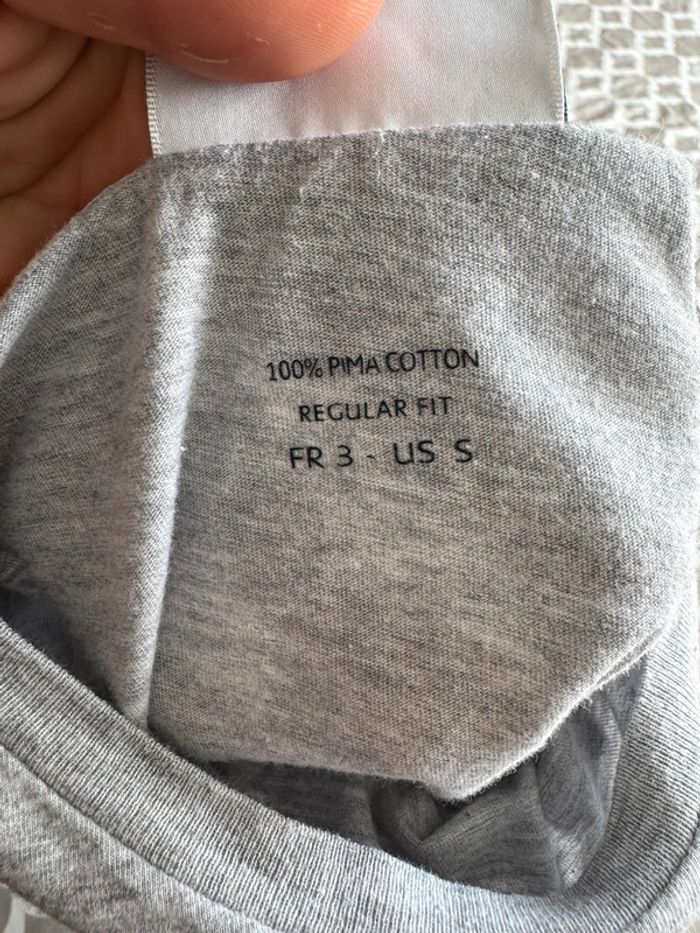 100% PIMA COTTON
REGULAR FIT
FR 3 - US S